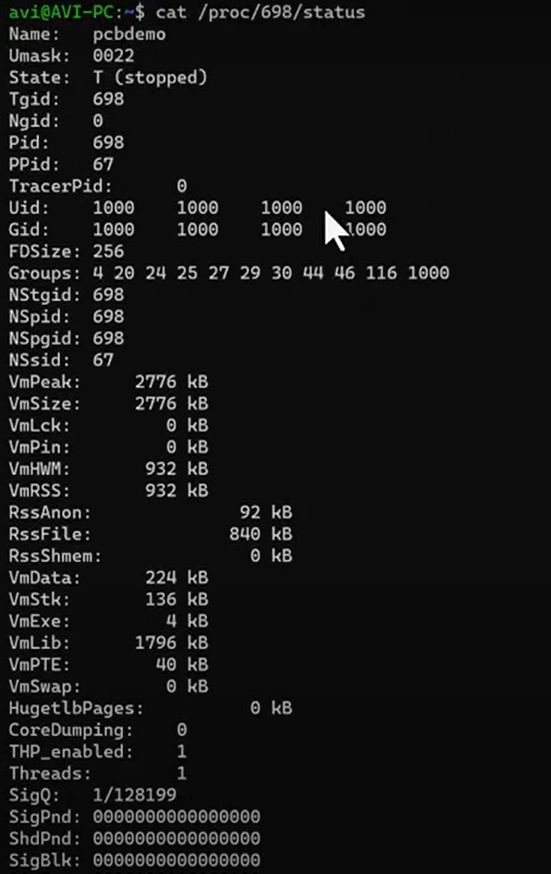 avi@AVI-PC:~$ cat /proc/698/status
Name: pcbdemo
Umask: 0022
State: T (stopped)
Tgid: 698
Ngid: 0
Pid: 698
PPid: 67
TracerPid: 0
Uid: 1000 1000 1000 1000
Gid: 1000 1000 1000 1000
FDSize: 256
Groups: 4 20 24 25 27 29 30 44 46 116 1000
NStgid: 698
NSpid: 698
NSpgid: 698
NSsid: 67
VmPeak: 2776 kB
VmSize: 2776 kB
VmLck: 0 kB
VmPin: 0 kB
VmHWM: 932 kB
VmRSS: 932 kB
RssAnon: 92 kB
RssFile: 840 kB
RssShmem: 0 kB
VmData: 224 kB
VmStk: 136 kB
VmExe: 4 kB
VmLib: 1796 kB
VmPTE: 40 kB
VmSwap: 0 kB
HugetlbPages: 0 kB
CoreDumping: 0
THP_enabled: 1
Threads: 1
SigQ: 1/128199
SigPnd: 0000000000000000
ShdPnd: 0000000000000000
SigBlk: 0000000000000000